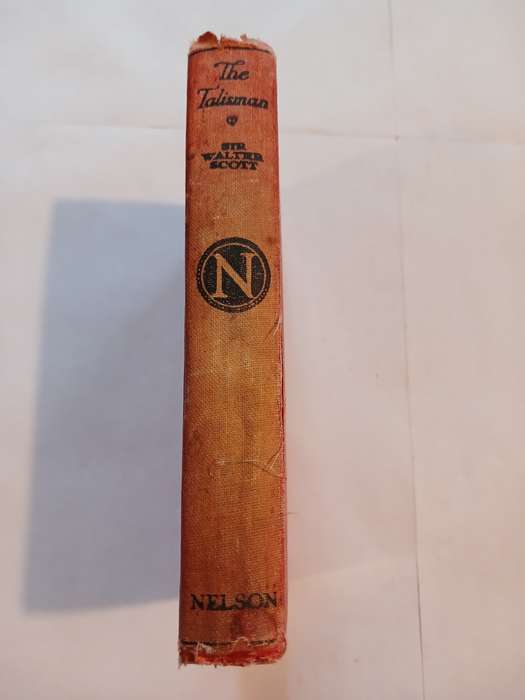 The
Talisman
SIR
WALTER
SCOTT
N
NELSON